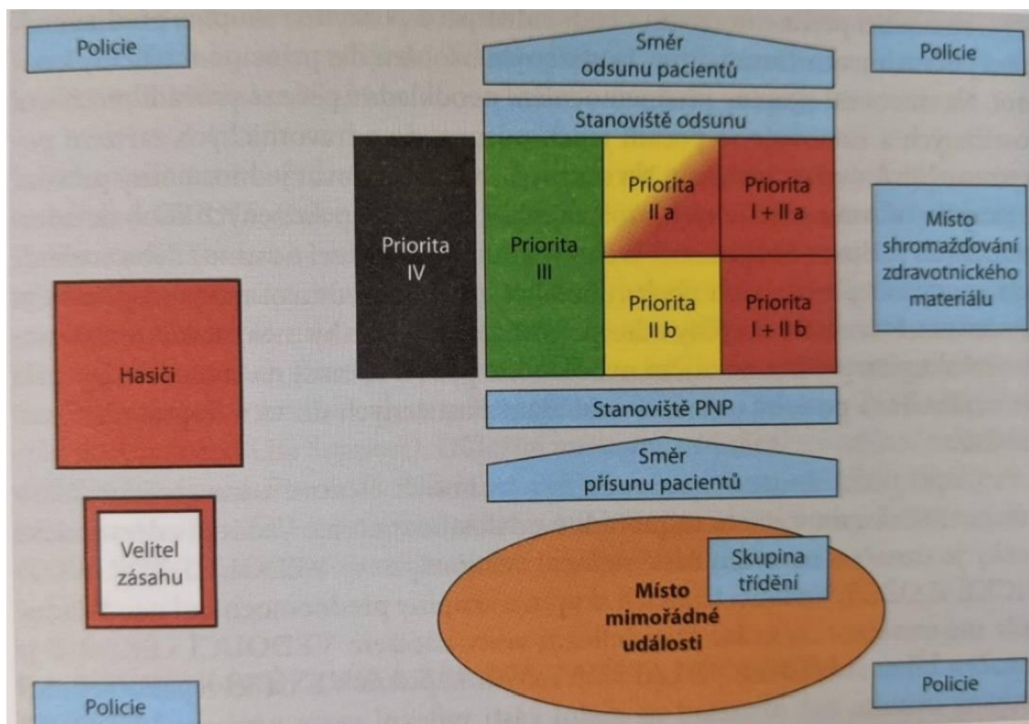 Policie
Směr
odsunu pacientů
Policie
Stanoviště odsunu
Priorita
IV
Priorita
III
Priorita
II a
Priorita
I + II a
Místo
shromažďování
zdravotnického
materiálu
Priorita
II b
Priorita
I + II b
Hasiči
Stanoviště PNP
Směr
přísunu pacientů
Velitel
zásahu
Skupina
třídění
Místo
mimořádné
události
Policie
Policie